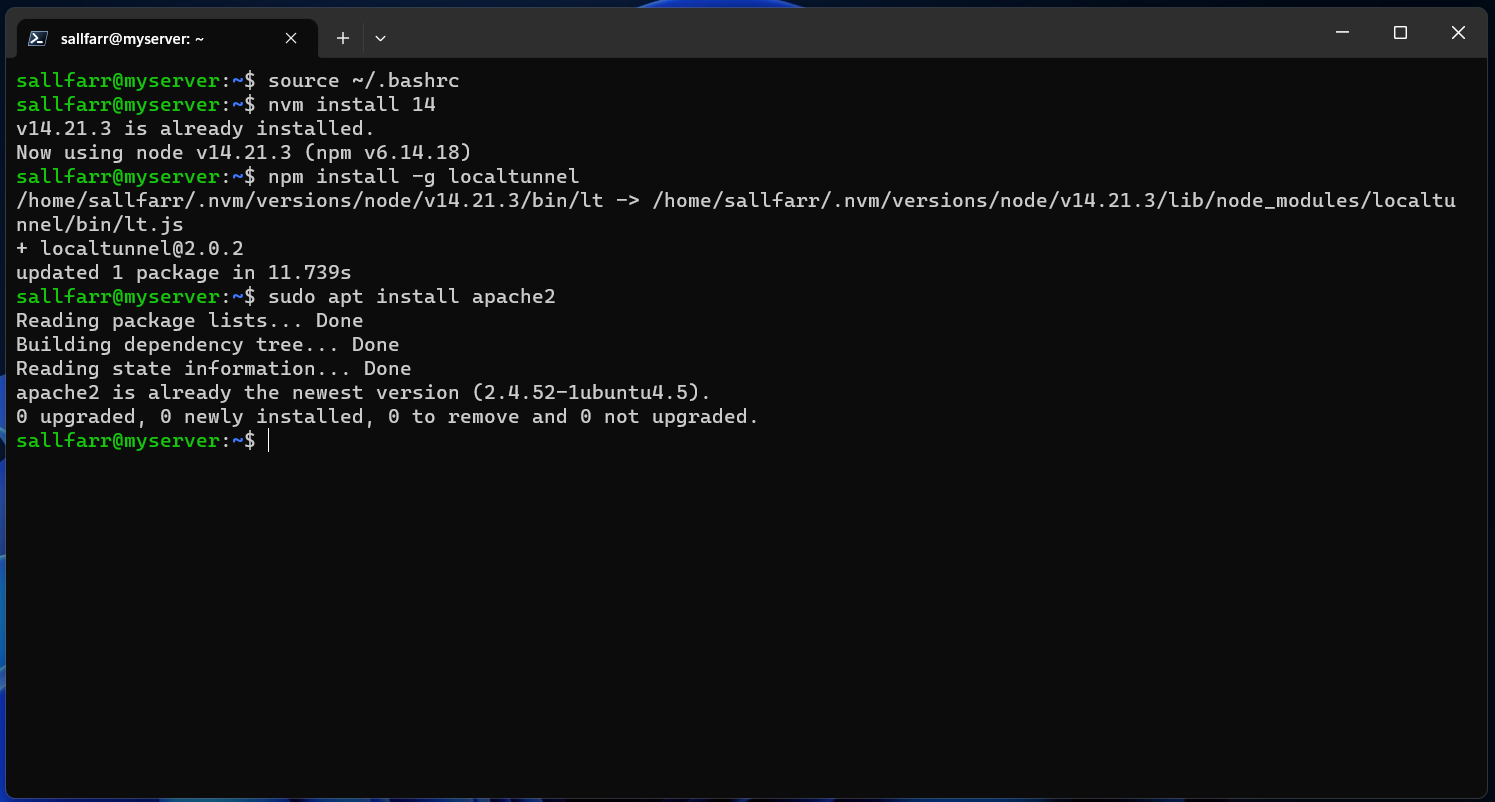 sallfarr@myserver: ~
sallfarr@myserver:~$ source ~/.bashrc
sallfarr@myserver:~$ nvm install 14
v14.21.3 is already installed.
Now using node v14.21.3 (npm v6.14.18)
sallfarr@myserver:~$ npm install -g localtunnel
/home/sallfarr/.nvm/versions/node/v14.21.3/bin/lt -> /home/sallfarr/.nvm/versions/node/v14.21.3/lib/node_modules/localtu
nnel/bin/lt.js
+ localtunnel@2.0.2
updated 1 package in 11.739s
sallfarr@myserver:~$ sudo apt install apache2
Reading package lists... Done
Building dependency tree... Done
Reading state information... Done
apache2 is already the newest version (2.4.52-1ubuntu4.5).
0 upgraded, 0 newly installed, 0 to remove and 0 not upgraded.
sallfarr@myserver:~$